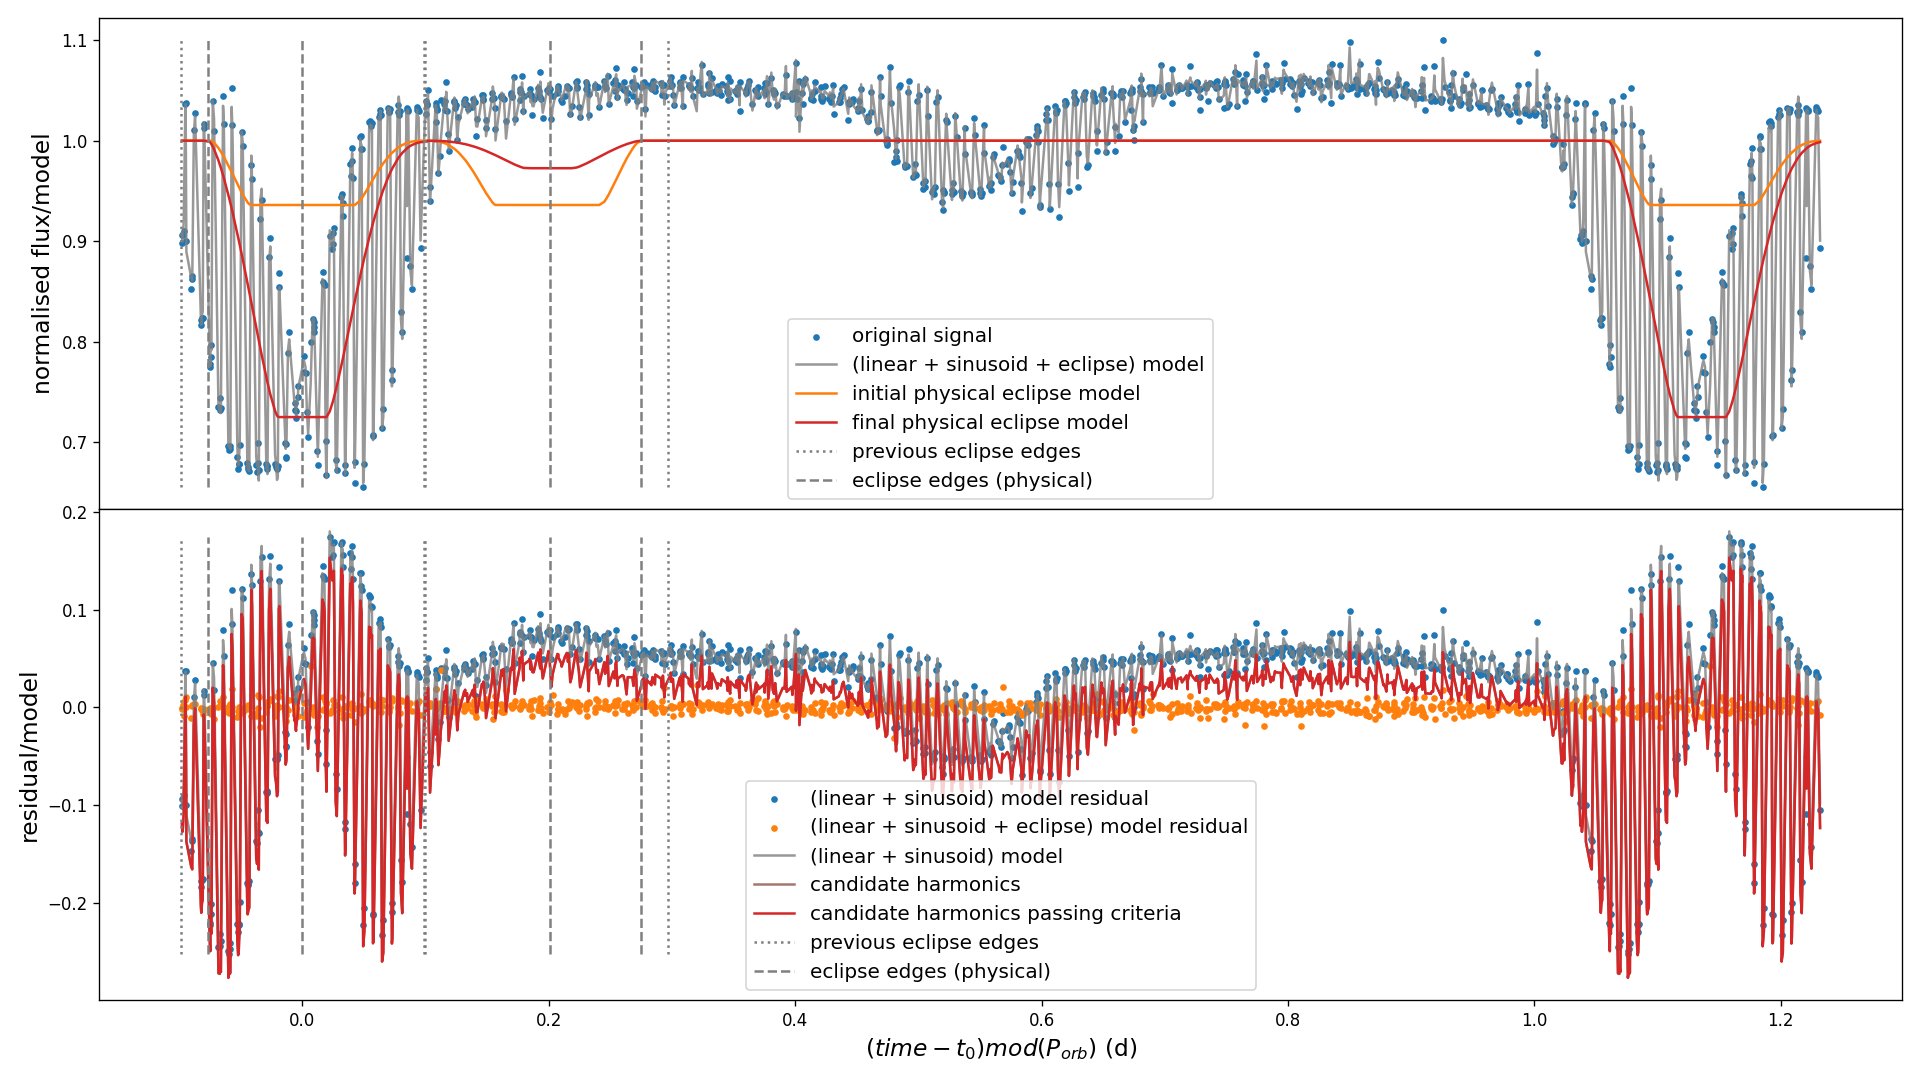 1.1
1.0
0.9
0.8
0.7
normalised flux/model
original signal
(linear + sinusoid + eclipse) model
initial physical eclipse model
final physical eclipse model
previous eclipse edges
eclipse edges (physical)
0.2
0.1
0.0
−0.1
−0.2
residual/model
(linear + sinusoid) model residual
(linear + sinusoid + eclipse) model residual
(linear + sinusoid) model
candidate harmonics
candidate harmonics passing criteria
previous eclipse edges
eclipse edges (physical)
0.0 0.2 0.4 0.6 0.8 1.0 1.2
(time − t₀)mod(Pₒᵣb) (d)